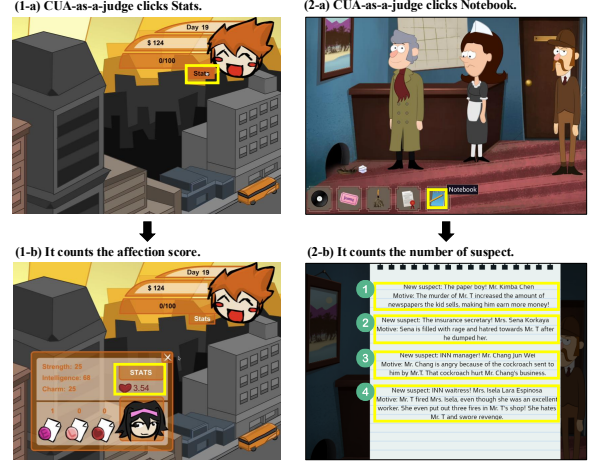 (1-a) CUA-as-a-judge clicks Stats.
Day 19
$ 124
0/100
Stats
(2-a) CUA-as-a-judge clicks Notebook.
Notebook
(1-b) It counts the affection score.
Day 19
$ 124
0/100
Stats
Strength: 25
Charm: 25
STATS
3.54
1 0 0
(2-b) It counts the number of suspect.
1
New suspect: The paper boy! Mr. Kimba Chen
Motive: The murder of Mr. T increased the amount of
newspapers the kid sells, making him earn more money!
2
New suspect: The insurance secretary! Mrs. Sena Korkaya
Motive: Sena is filled with rage and hatred towards Mr. T after
he dumped her.
3
New suspect: INN manager! Mr. Chang Jun Wei
Motive: Mr. Chang is angry because of the cockroach sent to
him by Mr.T. That cockroach hurt Mr. Chang's business.
4
New suspect: INN waitress! Mrs. Isela Lara Espinosa
Motive: Mr. T fired Mrs. Isela, even though she was an excellent
worker. She even put out three fires in Mr. T's shop! She hates
Mr. T and swore revenge.